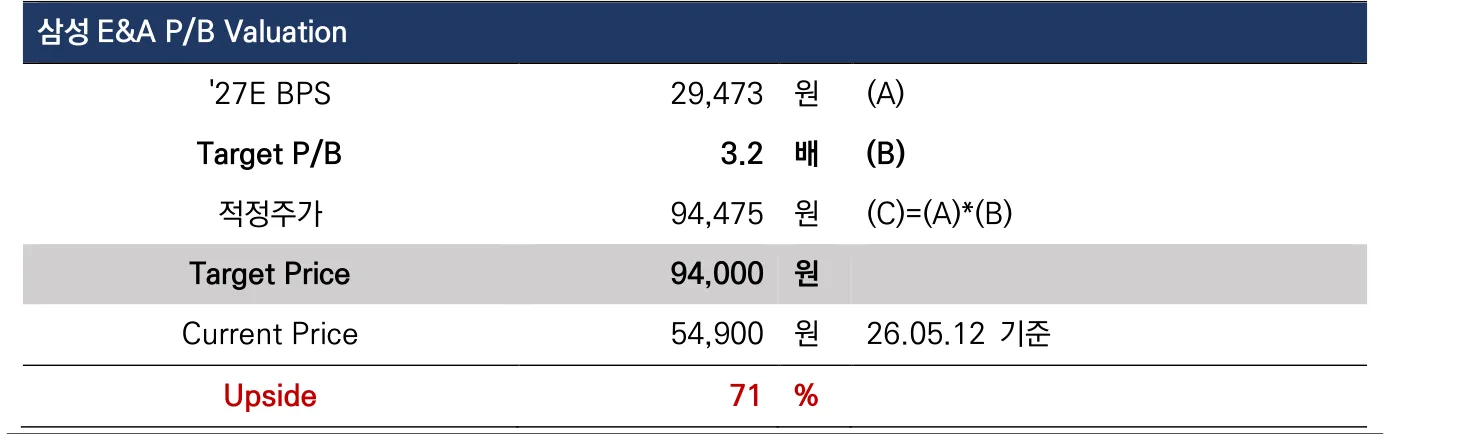 삼성 E&A P/B Valuation
'27E BPS 29,473 원 (A)
Target P/B 3.2 배 (B)
적정주가 94,475 원 (C)=(A)*(B)
Target Price 94,000 원
Current Price 54,900 원 26.05.12 기준
Upside 71 %